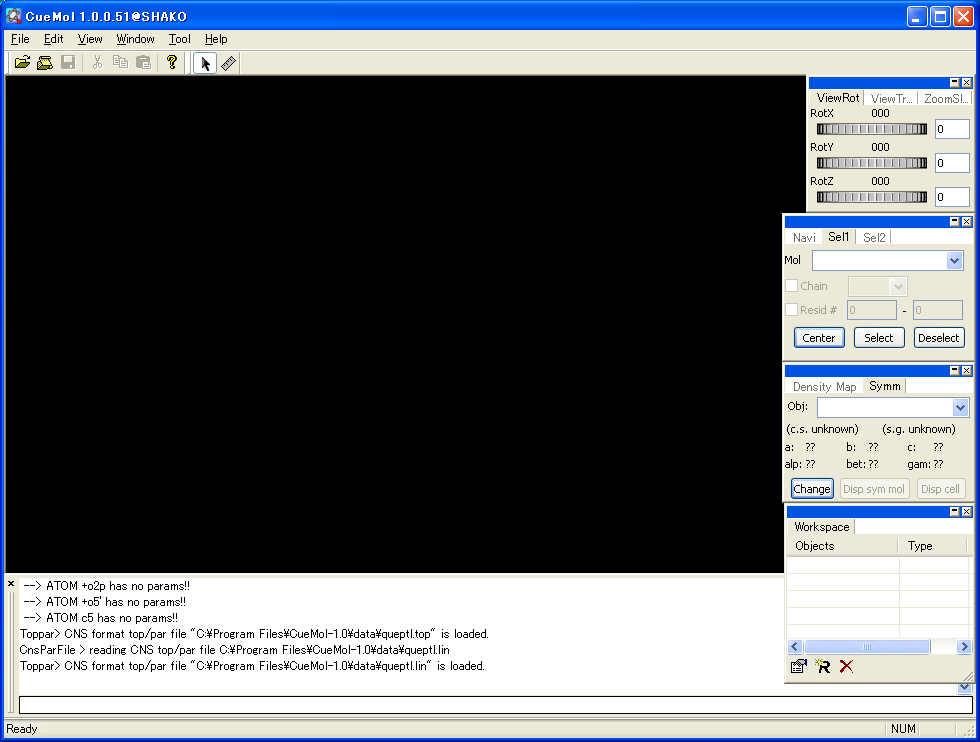 CueMol 1.0.0.51@SHAKO
File Edit View Window Tool Help
ViewRot ViewTr... ZoomSl...
RotX 000
0
RotY 000
0
RotZ 000
0
Navi Sel1 Sel2
Mol
Chain
Resid # 0 - 0
Center Select Deselect
Density Map Symm
Obj:
(c.s. unknown) (s.g. unknown)
a: ?? b: ?? c: ??
alp: ?? bet: ?? gam: ??
Change Disp sym mol Disp cell
Workspace
Objects Type
R
--> ATOM +o2p has no params!!
--> ATOM +o5' has no params!!
--> ATOM c5 has no params!!
Toppar> CNS format top/par file "C:¥Program Files¥CueMol-1.0¥data¥queptl.top" is loaded.
CnsParFile > reading CNS top/par file C:¥Program Files¥CueMol-1.0¥data¥queptl.lin
Toppar> CNS format top/par file "C:¥Program Files¥CueMol-1.0¥data¥queptl.lin" is loaded.
Ready NUM